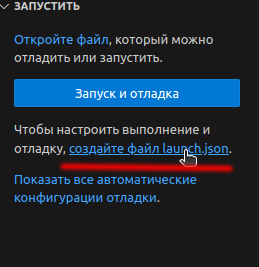 ЗАПУСТИТЬ
Откройте файл, который можно
отладить или запустить.
Запуск и отладка
Чтобы настроить выполнение и
отладку, создайте файл launch.json.
Показать все автоматические
конфигурации отладки.